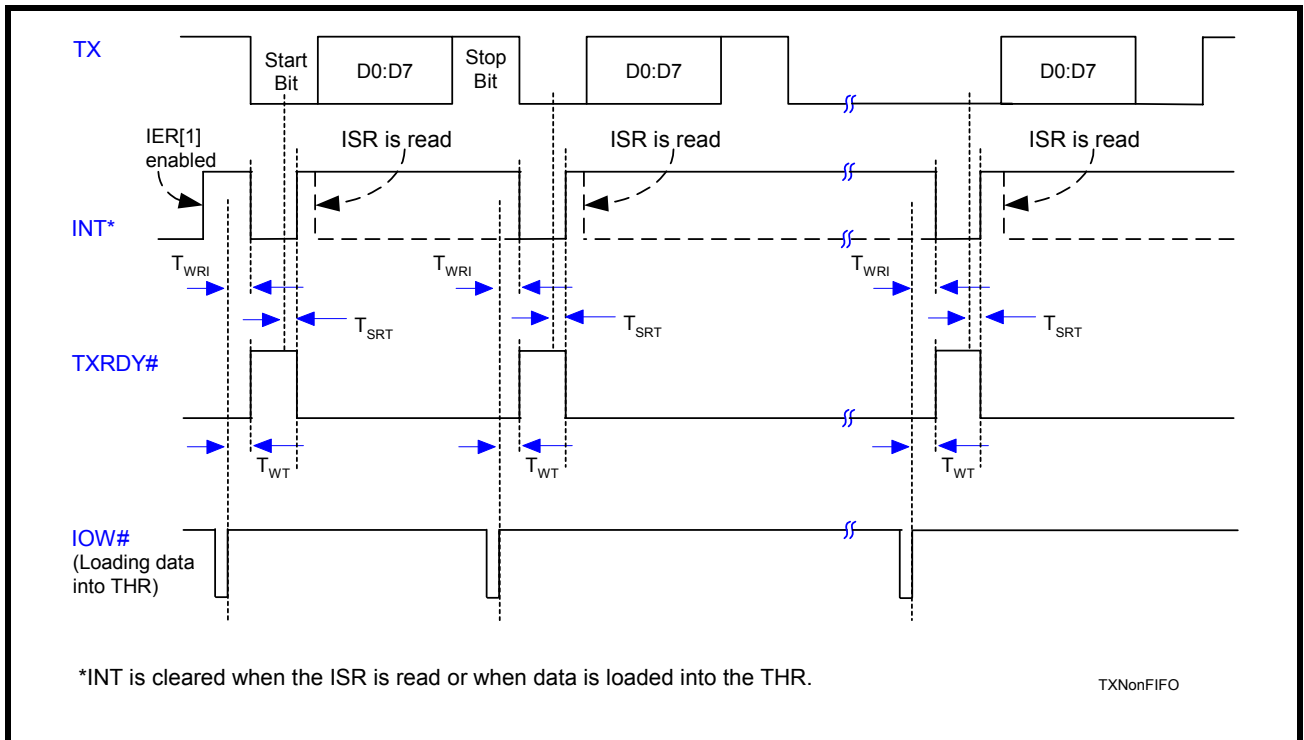 TX
Start
Bit
D0:D7
Stop
Bit
D0:D7
D0:D7
IER[1]
enabled
ISR is read
ISR is read
ISR is read
INT*
TWRI
TWRI
TWRI
TSRT
TSRT
TSRT
TXRDY#
TWT
TWT
TWT
IOW#
(Loading data
into THR)
*INT is cleared when the ISR is read or when data is loaded into the THR.
TXNonFIFO